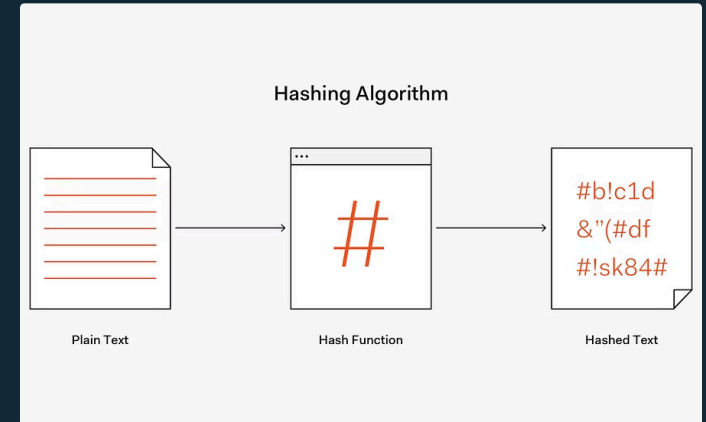 Hashing Algorithm
#
#b!c1d
&”(#df
#!sk84#
Plain Text
Hash Function
Hashed Text